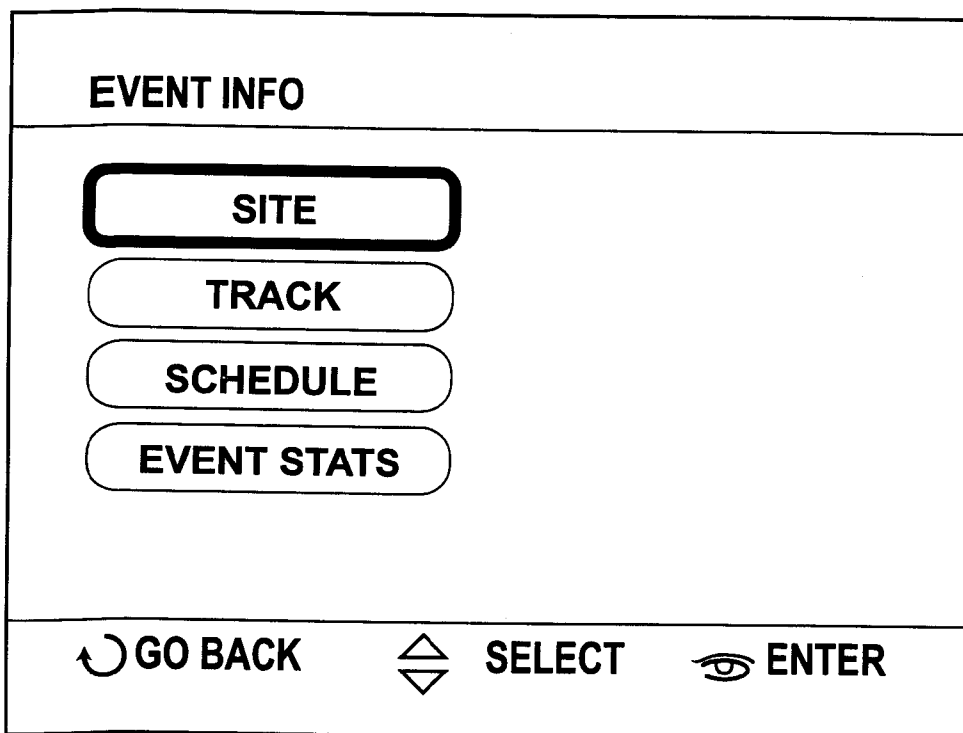 EVENT INFO
SITE
TRACK
SCHEDULE
EVENT STATS
GO BACK SELECT ENTER